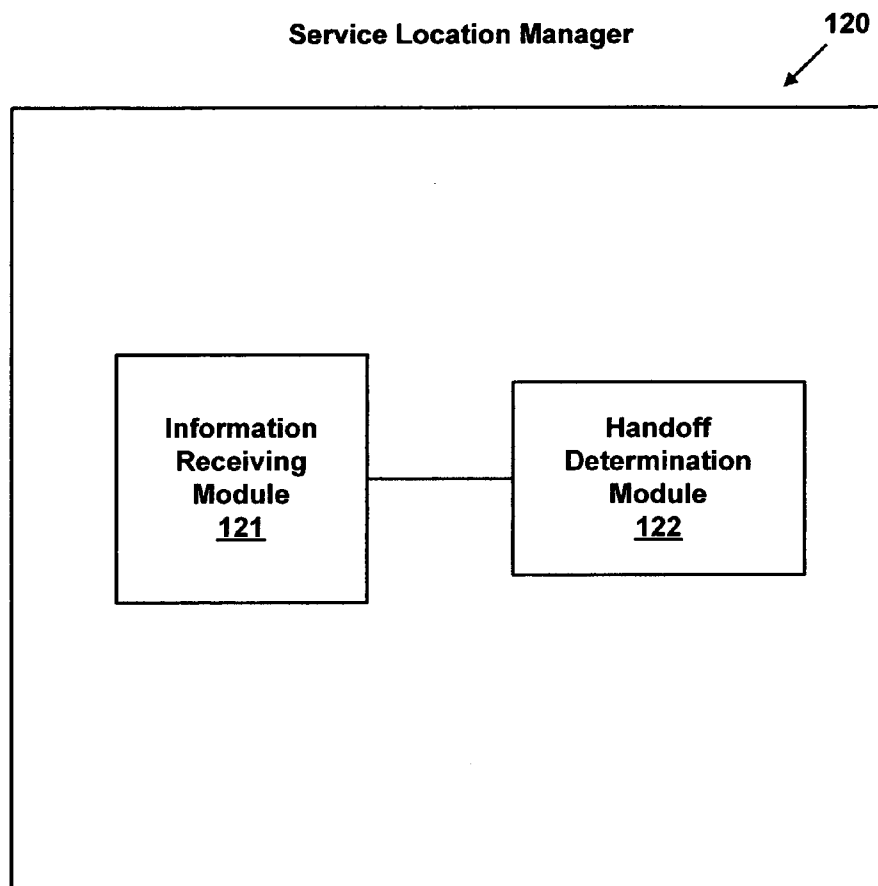 Service Location Manager
120
Information
Receiving
Module
121
Handoff
Determination
Module
122